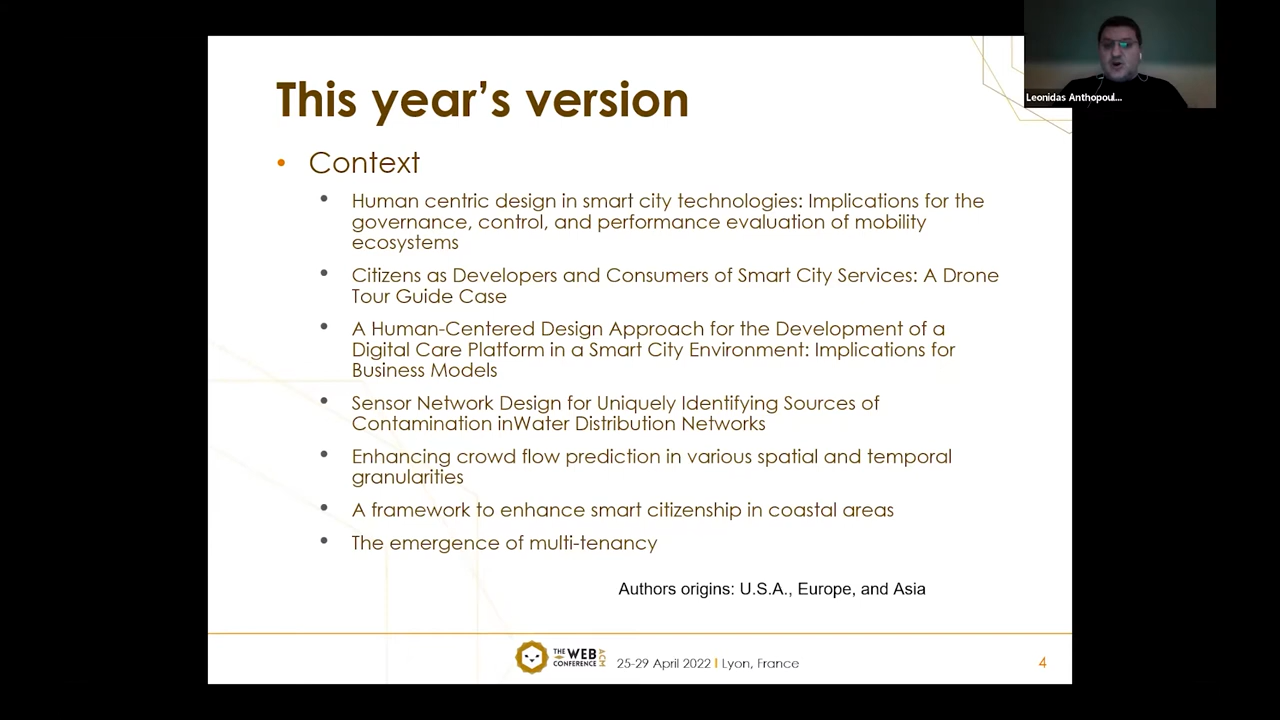 Leonidas Anthopoul...
This year's version
• Context
• Human centric design in smart city technologies: Implications for the
governance, control, and performance evaluation of mobility
ecosystems
• Citizens as Developers and Consumers of Smart City Services: A Drone
Tour Guide Case
• A Human-Centered Design Approach for the Development of a
Digital Care Platform in a Smart City Environment: Implications for
Business Models
• Sensor Network Design for Uniquely Identifying Sources of
Contamination inWater Distribution Networks
• Enhancing crowd flow prediction in various spatial and temporal
granularities
• A framework to enhance smart citizenship in coastal areas
• The emergence of multi-tenancy
Authors origins: U.S.A., Europe, and Asia
THE WEB
CONFERENCE
ACM
25-29 April 2022 I Lyon, France
4